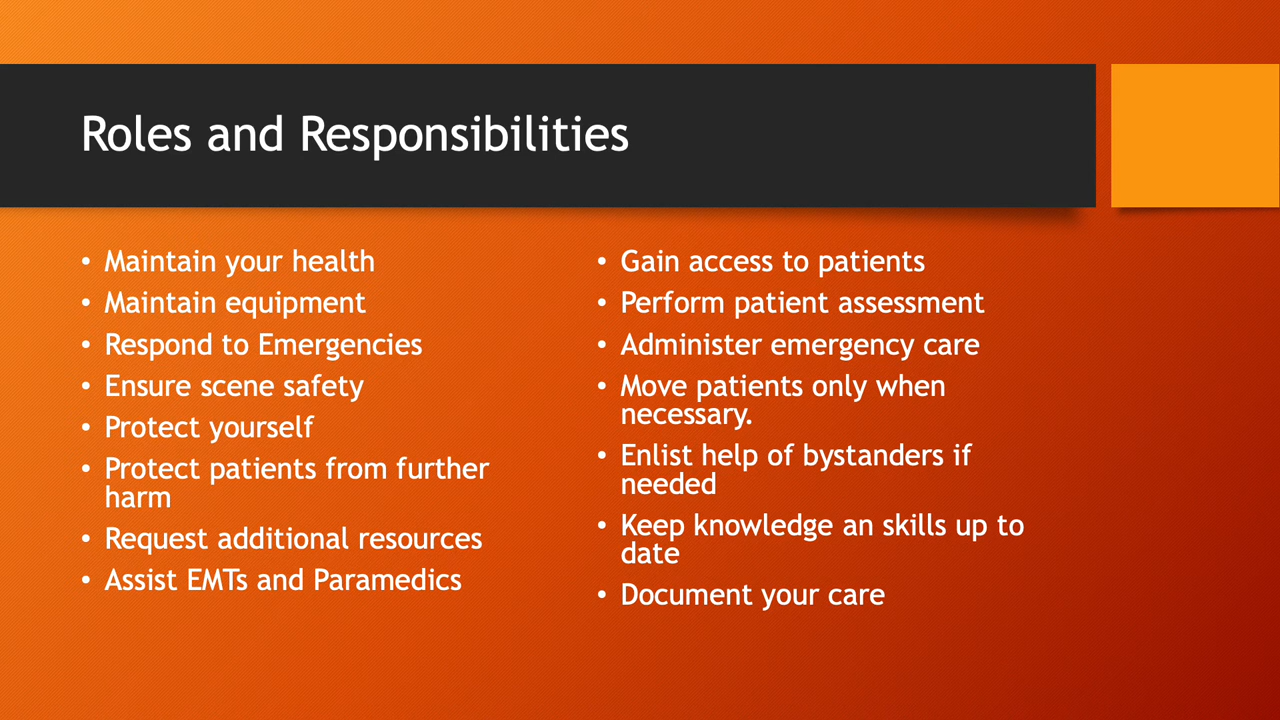 Roles and Responsibilities
• Maintain your health
• Maintain equipment
• Respond to Emergencies
• Ensure scene safety
• Protect yourself
• Protect patients from further
harm
• Request additional resources
• Assist EMTs and Paramedics
• Gain access to patients
• Perform patient assessment
• Administer emergency care
• Move patients only when
necessary.
• Enlist help of bystanders if
needed
• Keep knowledge an skills up to
date
• Document your care